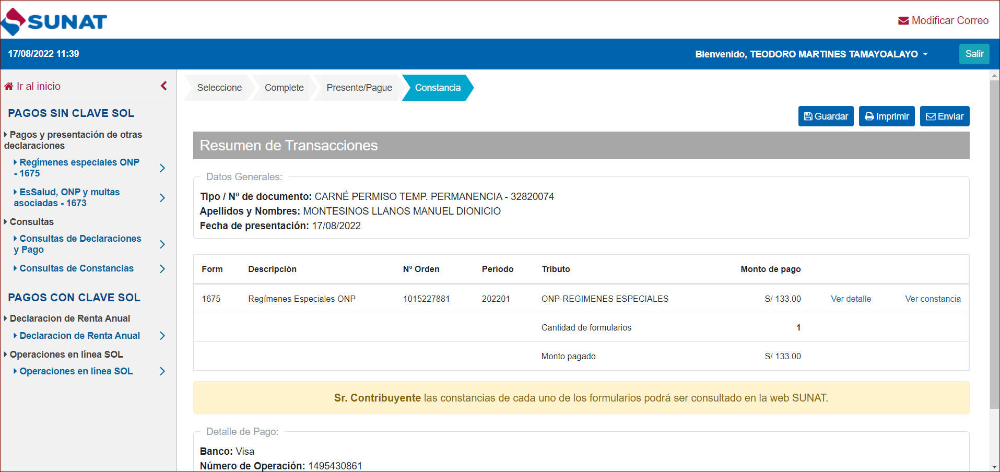 SUNAT
Modificar Correo
17/08/2022 11:39
Bienvenido, TEODORO MARTINES TAMAYOALAYO
Salir
Ir al inicio
PAGOS SIN CLAVE SOL
Pagos y presentación de otras
declaraciones
Regímenes especiales ONP
- 1675
EsSalud, ONP y multas
asociadas - 1673
Consultas
Consultas de Declaraciones
y Pago
Consultas de Constancias
PAGOS CON CLAVE SOL
Declaracion de Renta Anual
Declaracion de Renta Anual
Operaciones en línea SOL
Operaciones en línea SOL
Seleccione Complete Presente/Pague Constancia
Guardar Imprimir Enviar
Resumen de Transacciones
Datos Generales:
Tipo / Nº de documento: CARNÉ PERMISO TEMP. PERMANENCIA - 32820074
Apellidos y Nombres: MONTESINOS LLANOS MANUEL DIONICIO
Fecha de presentación: 17/08/2022
Form Descripción Nº Orden Período Tributo Monto de pago
1675 Regímenes Especiales ONP 1015227881 202201 ONP-REGIMENES ESPECIALES S/ 133.00 Ver detalle Ver constancia
Cantidad de formularios 1
Monto pagado S/ 133.00
Sr. Contribuyente las constancias de cada uno de los formularios podrá ser consultado en la web SUNAT.
Detalle de Pago:
Banco: Visa
Número de Operación: 1495430861